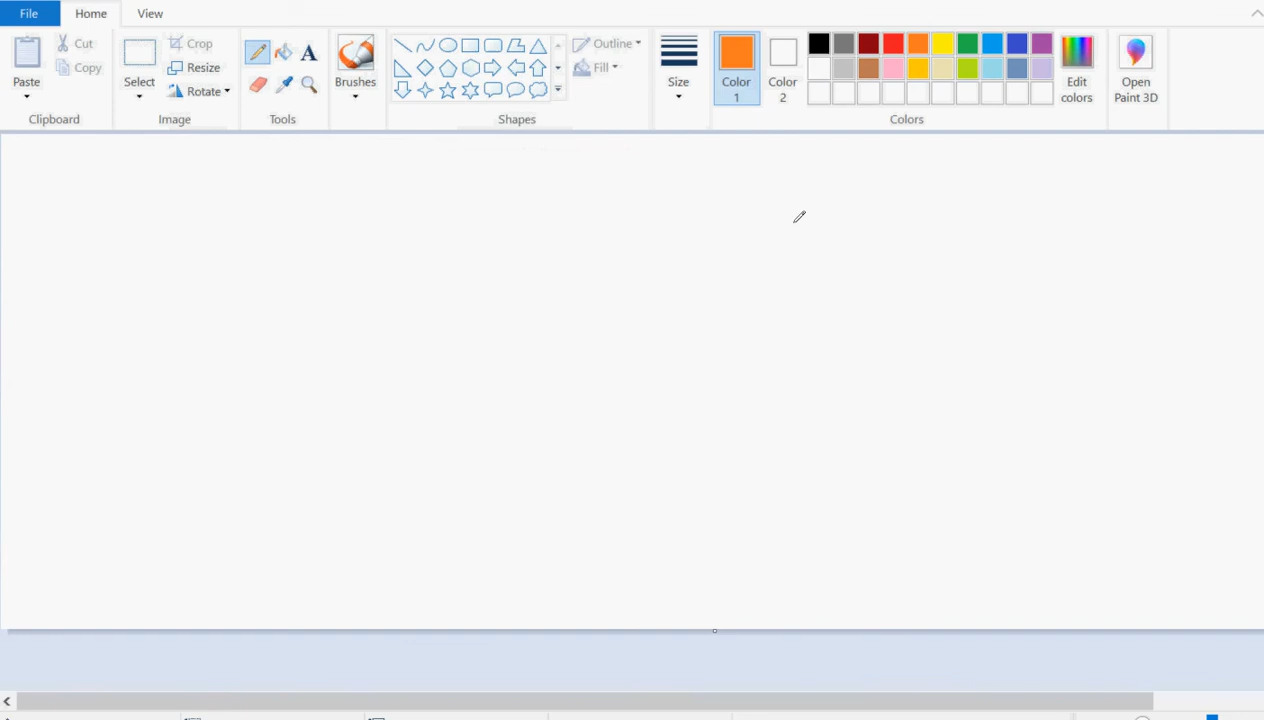 File Home View
Paste Cut Copy Clipboard
Select Crop Resize Rotate Image
A Tools
Brushes
Outline Fill Shapes
Size
Color 1
Color 2
Edit colors Colors
Open Paint 3D